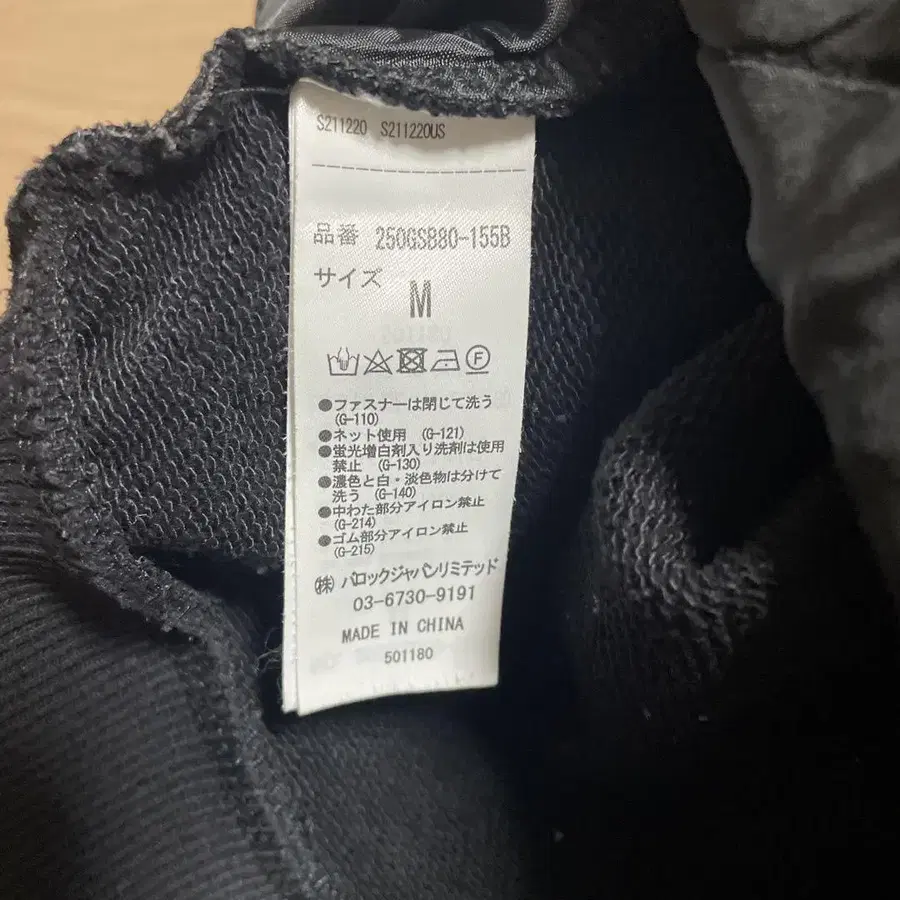 S211220 S211220US
品番 250GSB80-155B
サイズ
M
●ファスナーは閉じて洗う
(G-110)
●ネット使用 (G-121)
●蛍光増白剤入り洗剤は使用
禁止 (G-130)
●濃色と白・淡色物は分けて
洗う (G-140)
●中わた部分アイロン禁止
(G-214)
●ゴム部分アイロン禁止
(G-215)
㈱ バロックジャパンリミテッド
03-6730-9191
MADE IN CHINA
501180